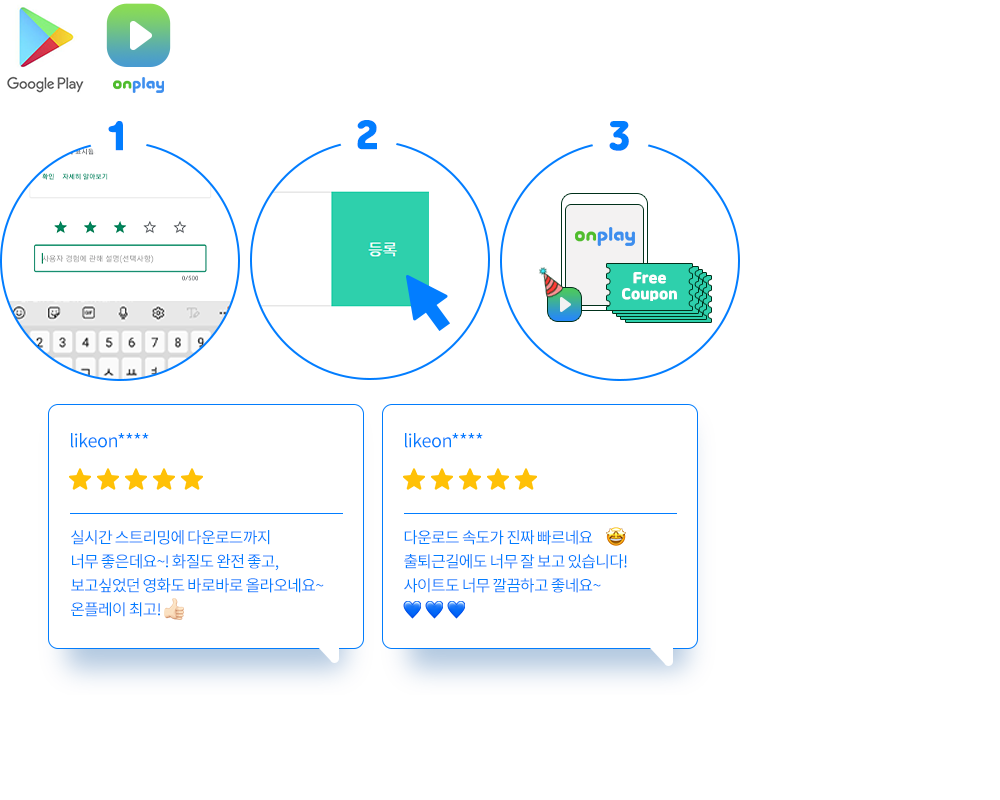 Google Play
onplay
1
2
3
표시됨
확인 자세히 알아보기
사용자 경험에 관해 설명(선택사항)
0/500
GIF
2 3 4 5 6 7 8 9
등록
onplay
Free
Coupon
likeon****
실시간 스트리밍에 다운로드까지
너무 좋은데요~! 화질도 완전 좋고,
보고싶었던 영화도 바로바로 올라오네요~
온플레이 최고!👍🏻
likeon****
다운로드 속도가 진짜 빠르네요 🤩
출퇴근길에도 너무 잘 보고 있습니다!
사이트도 너무 깔끔하고 좋네요~
💙 💙 💙